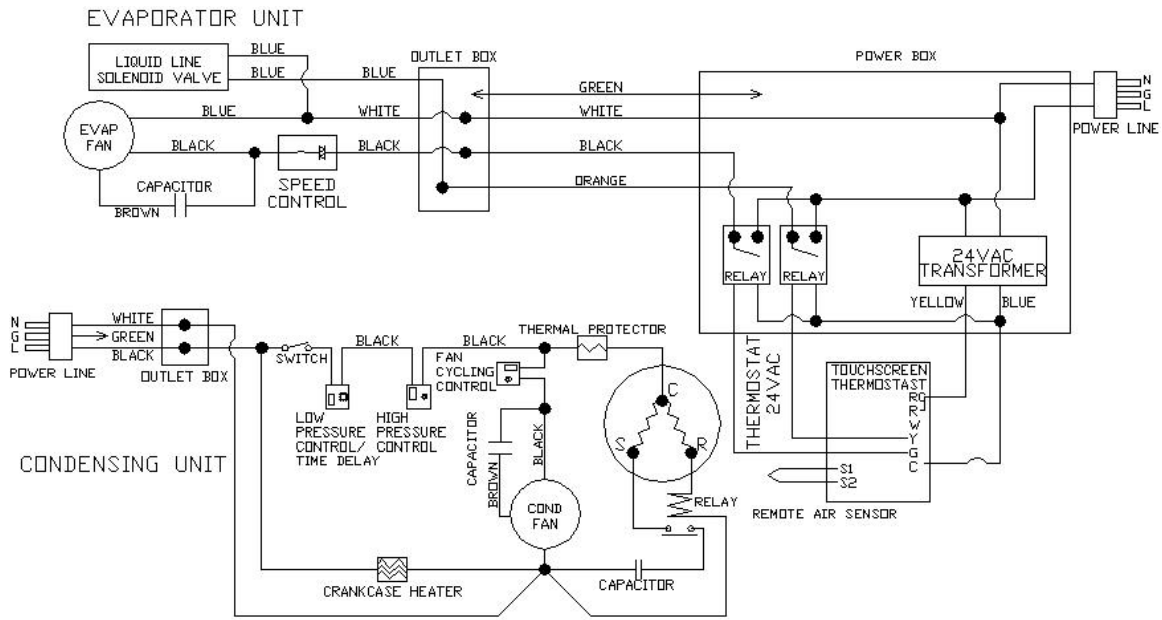 EVAPORATOR UNIT
LIQUID LINE
SOLENOID VALVE
BLUE
BLUE
BLUE
OUTLET BOX
POWER BOX
GREEN
BLUE
WHITE
WHITE
N
G
L
POWER LINE
EVAP
FAN
BLACK
BLACK
BLACK
SPEED
CONTROL
CAPACITOR
BROWN
ORANGE
RELAY
RELAY
24VAC
TRANSFORMER
YELLOW
BLUE
N
G
L
POWER LINE
WHITE
GREEN
BLACK
OUTLET BOX
SWITCH
BLACK
BLACK
THERMAL PROTECTOR
FAN
CYCLING
CONTROL
LOW
PRESSURE
CONTROL/
TIME DELAY
HIGH
PRESSURE
CONTROL
THERMOSTAT
24VAC
TOUCHSCREEN
THERMOSTAST
RC
R
W
Y
G
C
S1
S2
REMOTE AIR SENSOR
CONDENSING UNIT
CAPACITOR
BROWN
BLACK
COND
FAN
C
S
R
RELAY
CRANKCASE HEATER
CAPACITOR